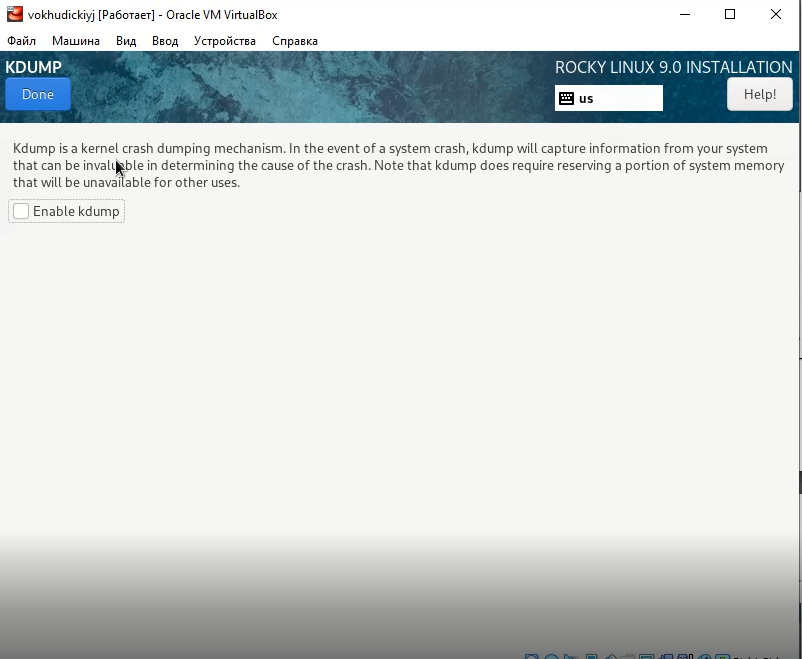 vokhudickiyj [Работает] - Oracle VM VirtualBox
Файл Машина Вид Ввод Устройства Справка
KDUMP
ROCKY LINUX 9.0 INSTALLATION
Done
us
Help!
Kdump is a kernel crash dumping mechanism. In the event of a system crash, kdump will capture information from your system
that can be invaluable in determining the cause of the crash. Note that kdump does require reserving a portion of system memory
that will be unavailable for other uses.
Enable kdump